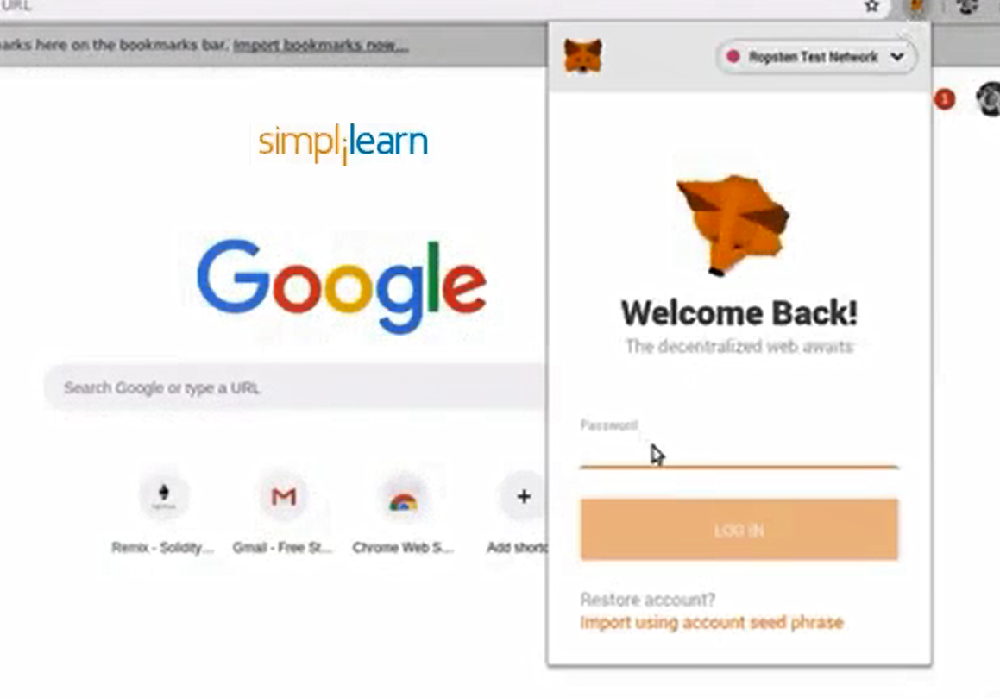 URL
arks here on the bookmarks bar. Import bookmarks now...
Ropsten Test Network
1
simplilearn
Google
Welcome Back!
The decentralized web awaits
Search Google or type a URL
Password
LOG IN
Remix - Solidity...
Gmail - Free St...
Chrome Web S...
Add shortc
Restore account?
Import using account seed phrase